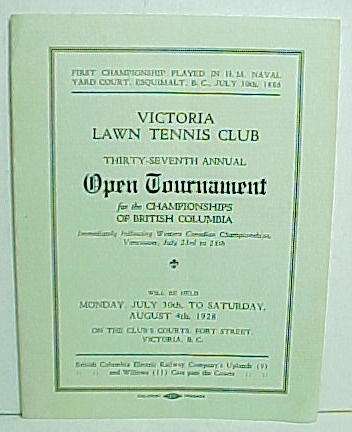 FIRST CHAMPIONSHIP PLAYED IN H. M. NAVAL
YARD COURT, ESQUIMALT, B. C., JULY 30th,
VICTORIA
LAWN TENNIS CLUB
THIRTY-SEVENTH ANNUAL
Open Tournament
for the CHAMPIONSHIPS
OF BRITISH COLUMBIA
Immediately following Western Canadian Championships,
Vancouver, July 23rd to 28th
WILL BE HELD
MONDAY, JULY 30th, TO SATURDAY,
AUGUST 4th, 1928
ON THE CLUB'S COURTS, FORT STREET,
VICTORIA, B. C.
British Columbia Electric Railway Company's Uplands (9)
" " and Willows (11) Cars pass the Courts " "